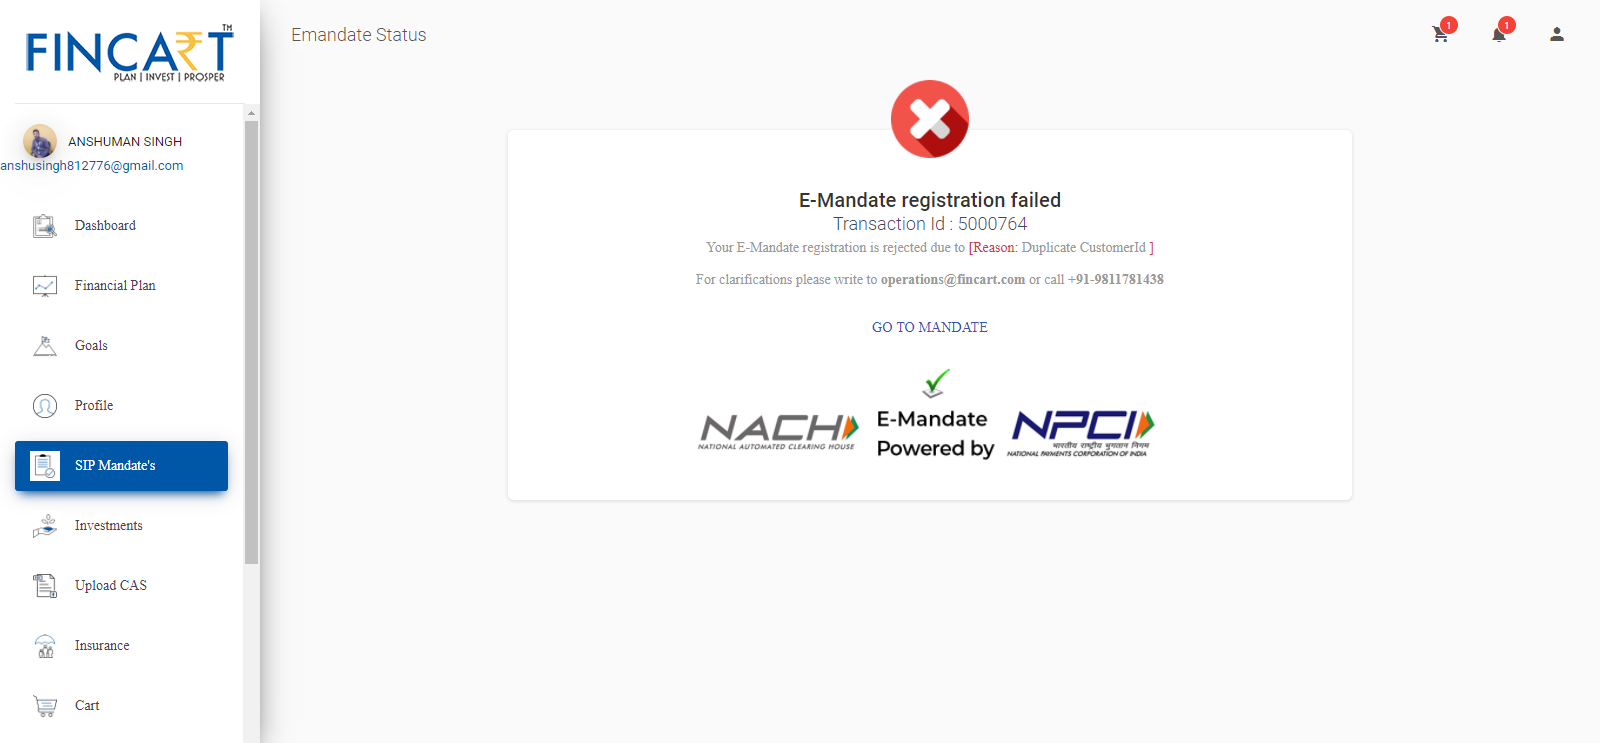 FINCART TM
PLAN | INVEST | PROSPER
ANSHUMAN SINGH
anshusingh812776@gmail.com
Dashboard
Financial Plan
Goals
Profile
SIP Mandate's
Investments
Upload CAS
Insurance
Cart
Emandate Status
1
1
E-Mandate registration failed
Transaction Id : 5000764
Your E-Mandate registration is rejected due to [Reason: Duplicate CustomerId ]
For clarifications please write to operations@fincart.com or call +91-9811781438
GO TO MANDATE
NACH
NATIONAL AUTOMATED CLEARING HOUSE
E-Mandate
Powered by
NPCI
भारतीय राष्ट्रीय भुगतान निगम
NATIONAL PAYMENTS CORPORATION OF INDIA